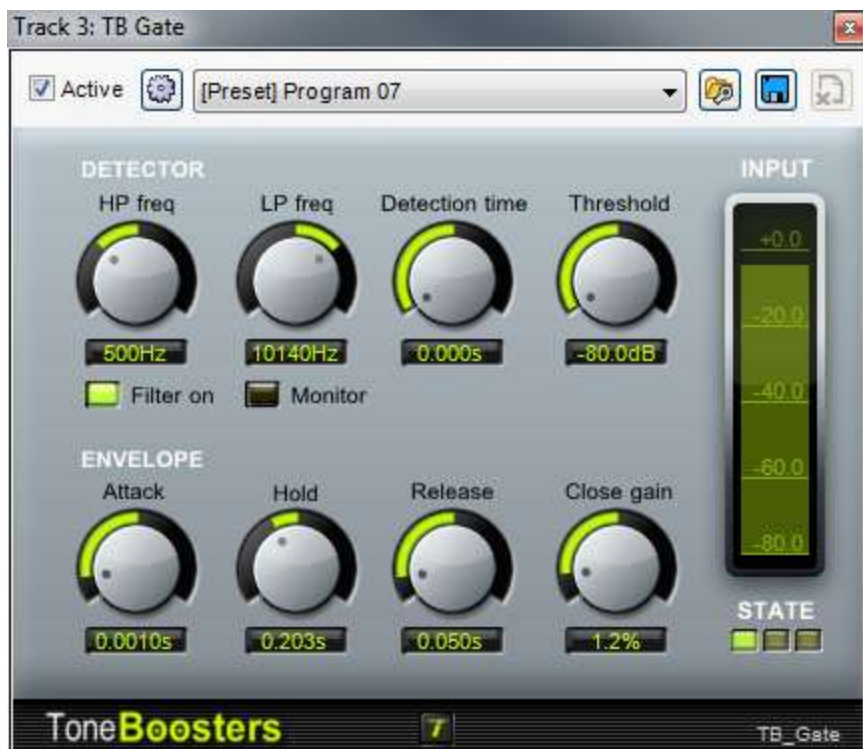 Track 3: TB Gate
Active
[Preset] Program 07
DETECTOR
INPUT
HP freq
LP freq
Detection time
Threshold
500Hz
10140Hz
0.000s
-80.0dB
Filter on
Monitor
+0.0
-20.0
-40.0
-60.0
-80.0
ENVELOPE
Attack
Hold
Release
Close gain
0.0010s
0.203s
0.050s
1.2%
STATE
ToneBoosters
TB_Gate